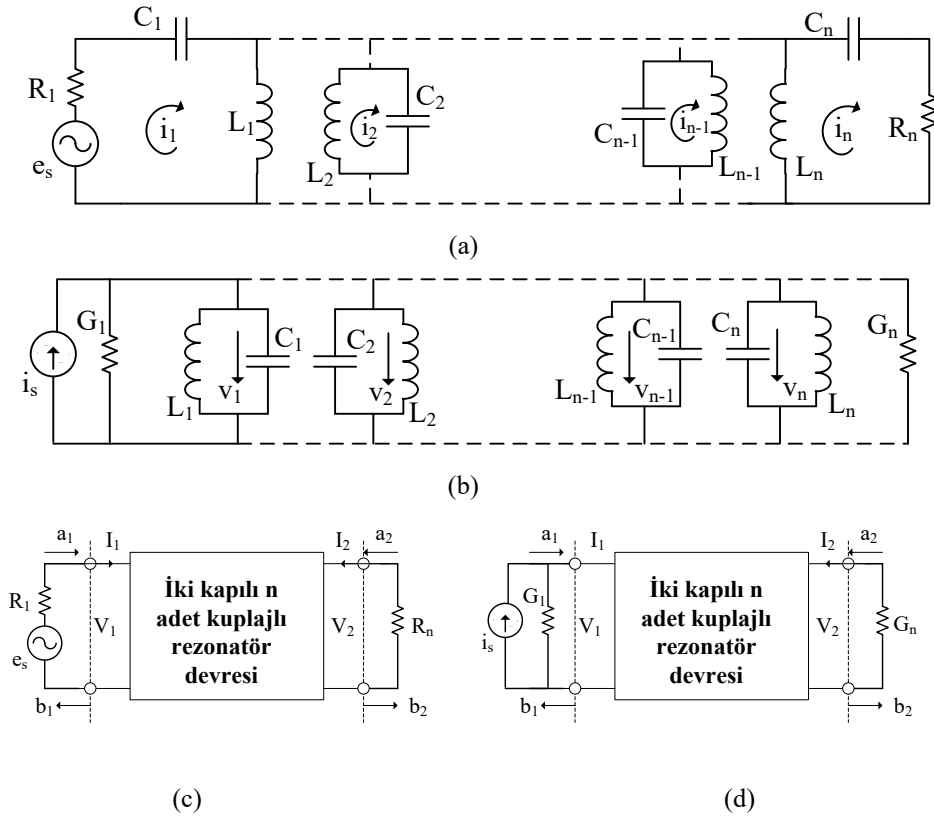 C1
Cn
R1
L1
C2
i1
i2
L2
Cn-1
in-1
Ln-1
Ln
in
Rn
es
(a)
G1
is
L1
v1
C1
C2
v2
L2
Ln-1
vn-1
Cn-1
Cn
vn
Ln
Gn
(b)
a1
I1
I2
a2
R1
V1
es
b1
İki kapılı n
adet kuplajlı
rezonatör
devresi
V2
Rn
b2
a1
I1
I2
a2
G1
is
V1
b1
İki kapılı n
adet kuplajlı
rezonatör
devresi
V2
Gn
b2
(c)
(d)